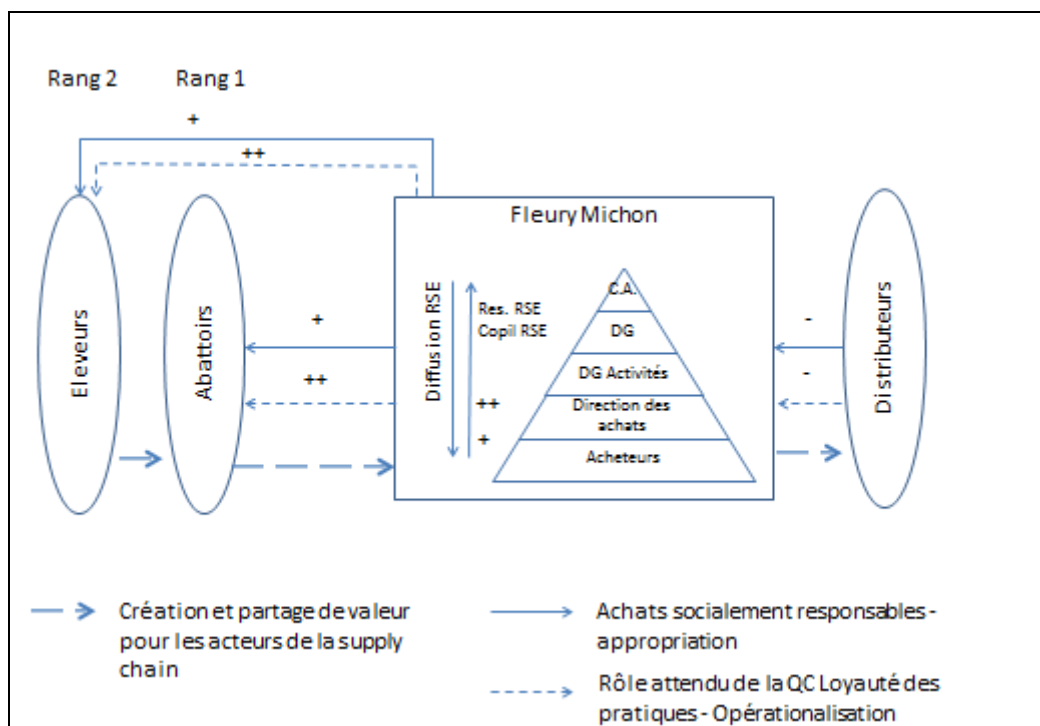 Rang 2
Rang 1
+
++
Fleury Michon
Eleveurs
Abattoirs
+
++
Diffusion RSE
Res. RSE
Copil RSE
++
+
C.A.
DG
DG Activités
Direction des
achats
Acheteurs
-
-
Distributeurs
Création et partage de valeur
pour les acteurs de la supply
chain
Achats socialement responsables -
appropriation
Rôle attendu de la QC Loyauté des
pratiques - Opérationalisation